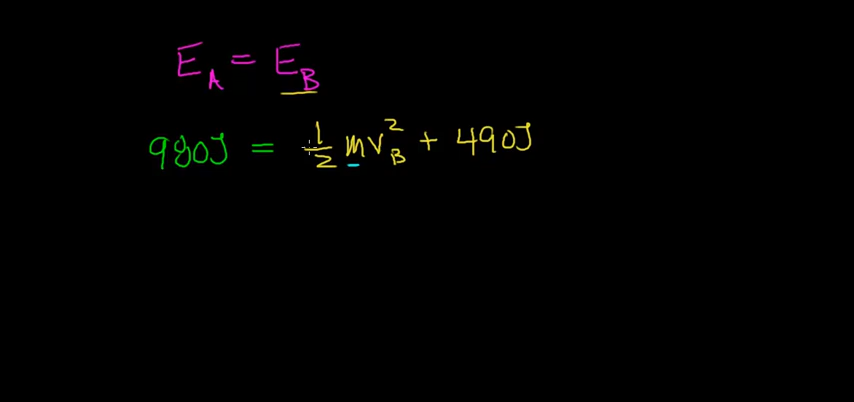 E_A = E_B
980J = 1/2 mv_B^2 + 490J